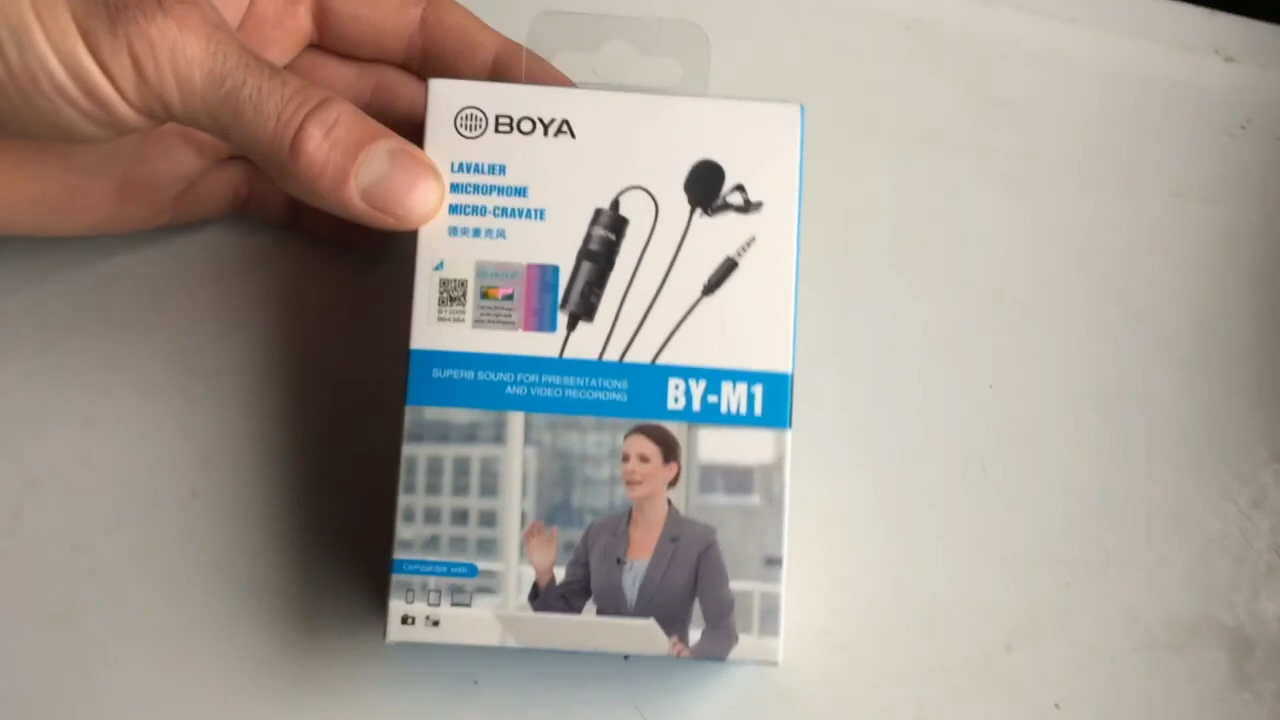 BOYA
LAVALIER
MICROPHONE
MICRO-CRAVATE
领夹麦克风
BOYA
SUPERB SOUND FOR PRESENTATIONS
AND VIDEO RECORDING
BY-M1
Compatible with